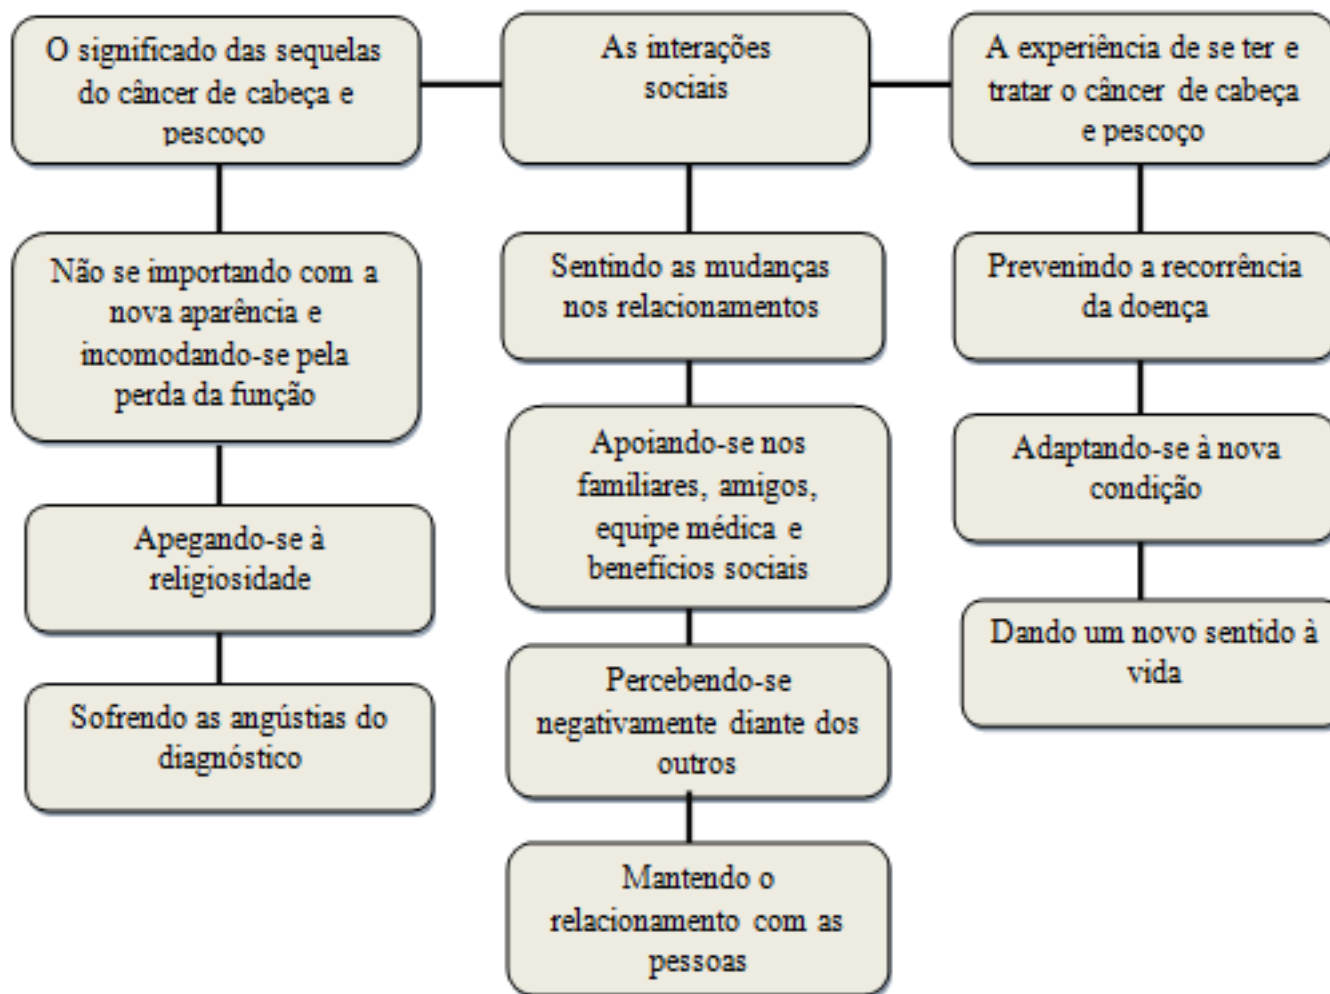 O significado das sequelas
do câncer de cabeça e
pescoço
As interações
sociais
A experiência de se ter e
tratar o câncer de cabeça
e pescoço
Não se importando com a
nova aparência e
incomodando-se pela
perda da função
Apegando-se à
religiosidade
Sofrendo as angústias do
diagnóstico
Sentindo as mudanças
nos relacionamentos
Apoiando-se nos
familiares, amigos,
equipe médica e
benefícios sociais
Percebendo-se
negativamente diante dos
outros
Mantendo o
relacionamento com as
pessoas
Prevenindo a recorrência
da doença
Adaptando-se à nova
condição
Dando um novo sentido à
vida